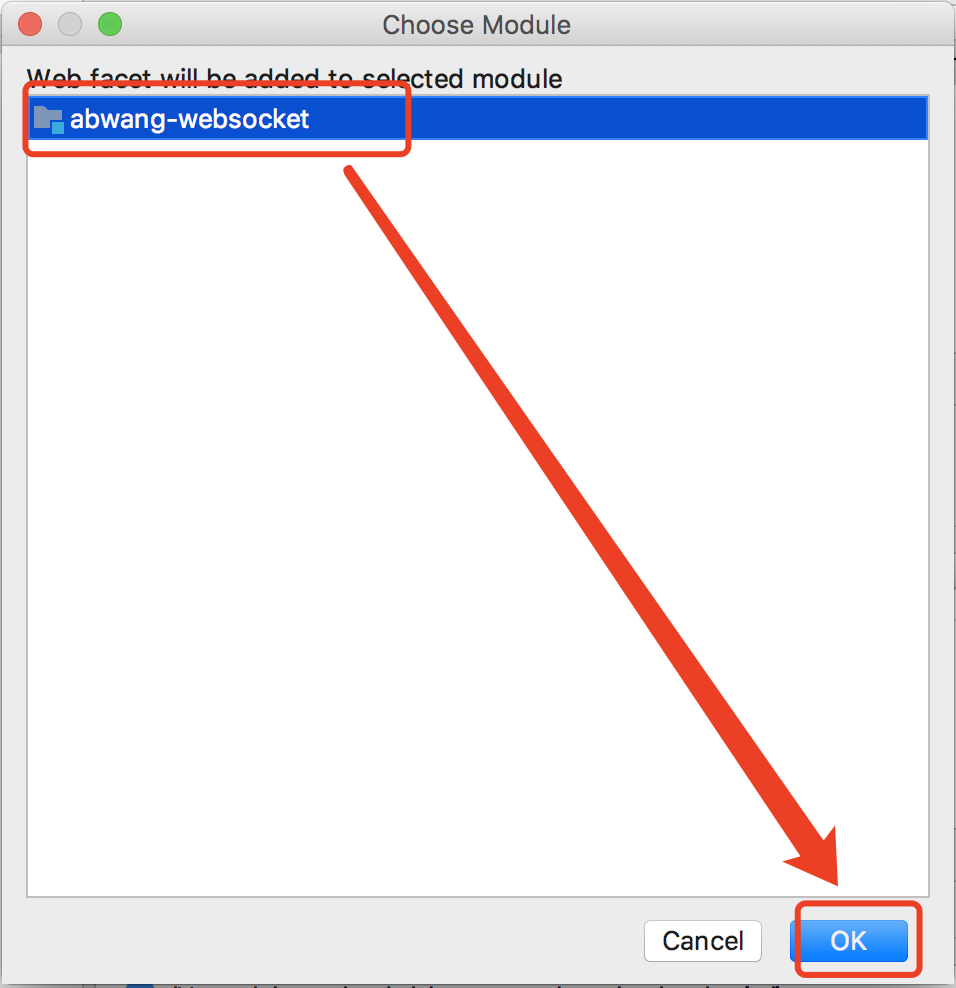 Choose Module
Web facet will be added to selected module
abwang-websocket
Cancel
OK